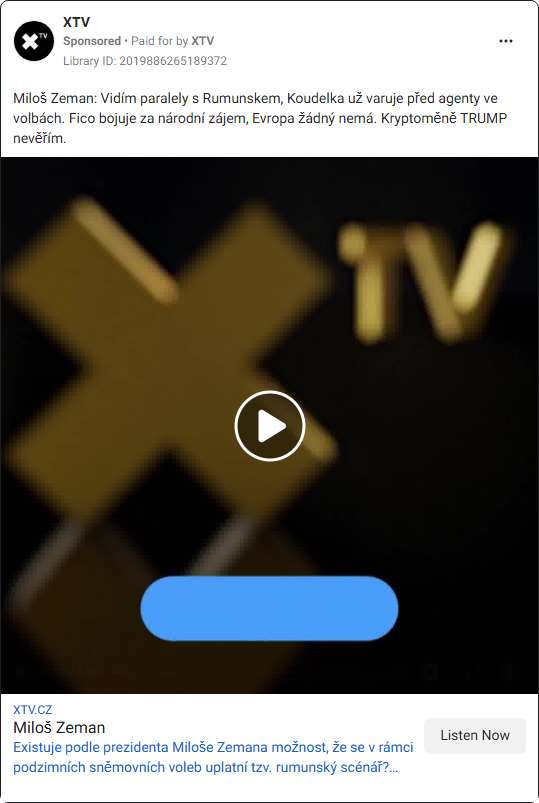 XTV
Sponsored • Paid for by XTV
Library ID: 2019886265189372
Miloš Zeman: Vidím paralely s Rumunskem, Koudelka už varuje před agenty ve
volbách. Fico bojuje za národní zájem, Evropa žádný nemá. Kryptoměně TRUMP
nevěřím.
X TV
XTV.CZ
Miloš Zeman
Existuje podle prezidenta Miloše Zemana možnost, že se v rámci
podzimních sněmovních voleb uplatní tzv. rumunský scénář?...
Listen Now